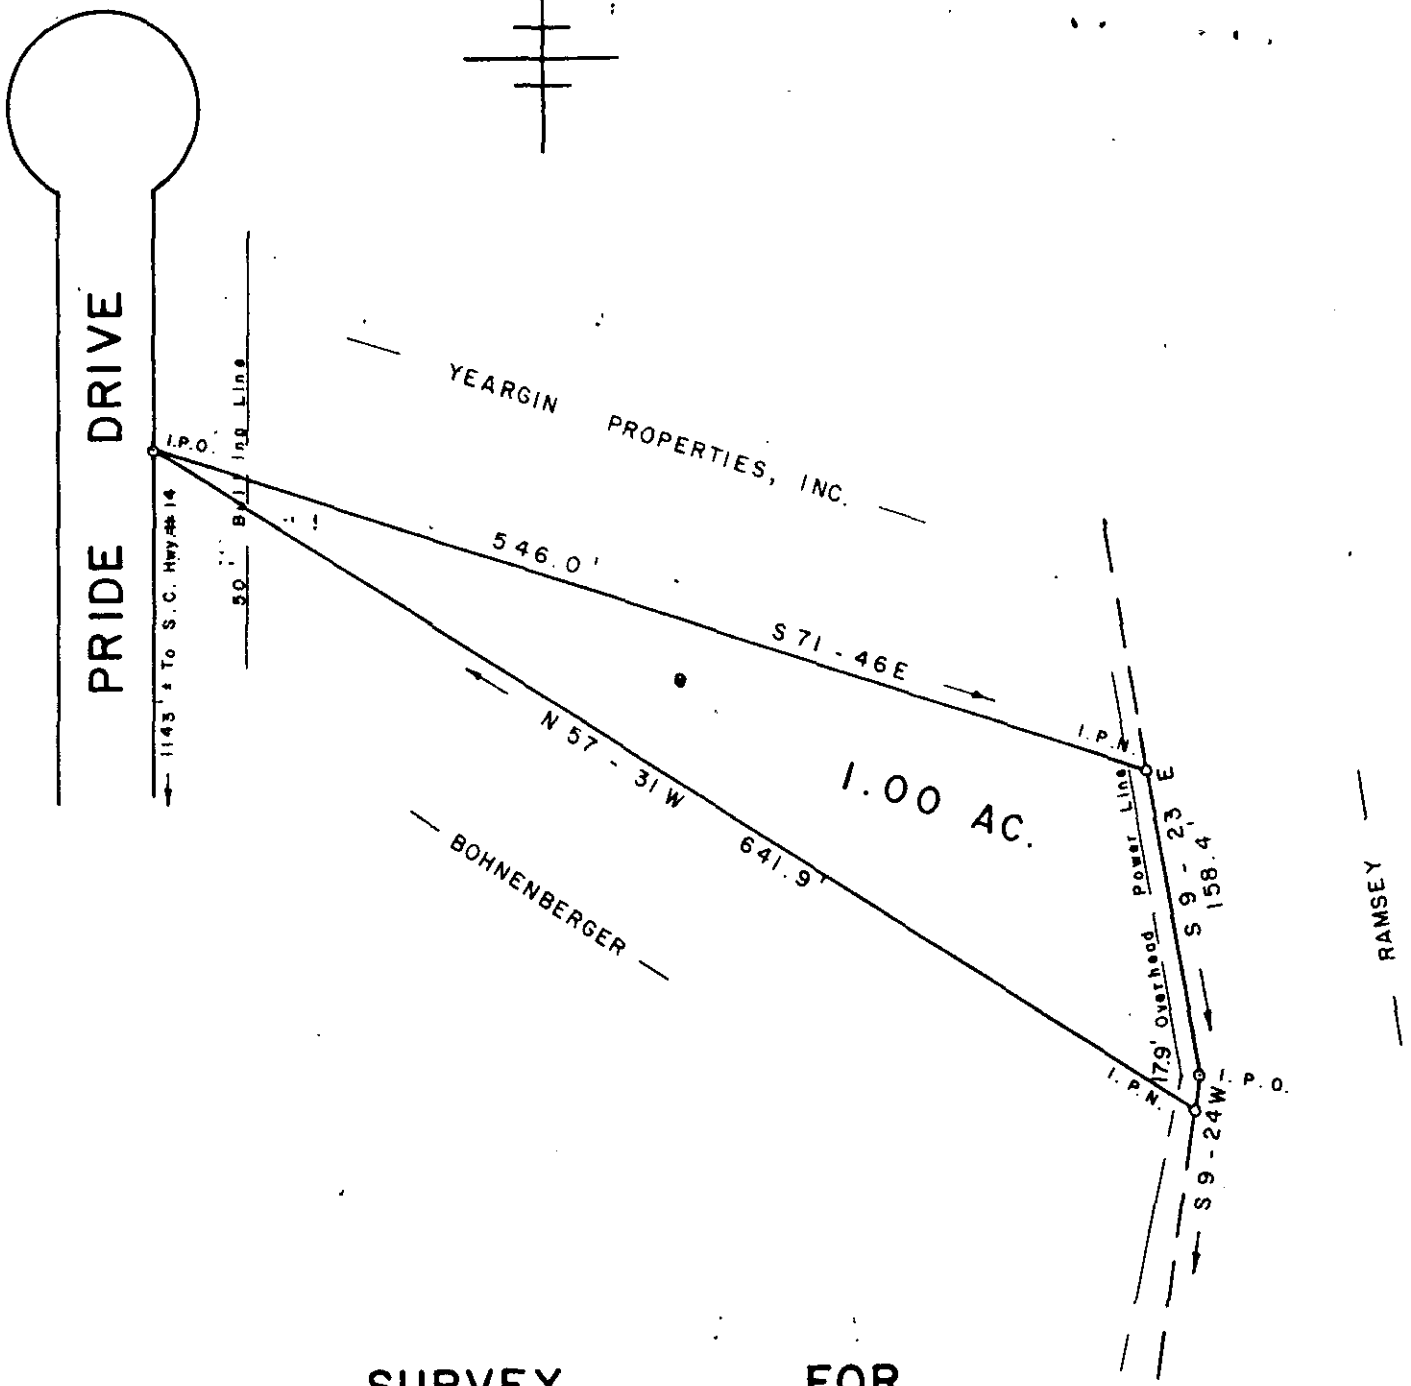 PRIDE DRIVE
I.P.O.
1143'± To S.C. Hwy.#14
50' Building Line
YEARGIN PROPERTIES, INC.
546.0'
S 71 - 46 E
I.P.N.
N 57 - 31 W
641.9'
1.00 AC.
BOHNENBERGER
S 9 - 23 E
158.4'
17.9' Overhead Power Line
RAMSEY
I.P.O.
I.P.N.
S 9 - 24 W
SURVEY FOR